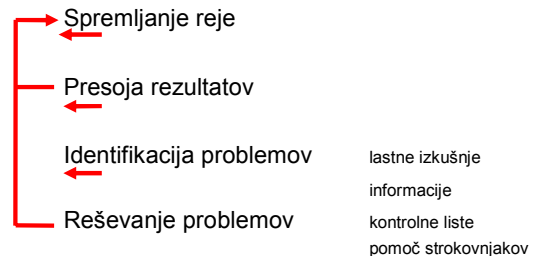 Spremljanje reje
Presoja rezultatov
Identifikacija problemov
lastne izkušnje
informacije
Reševanje problemov
kontrolne liste
pomoč strokovnjakov